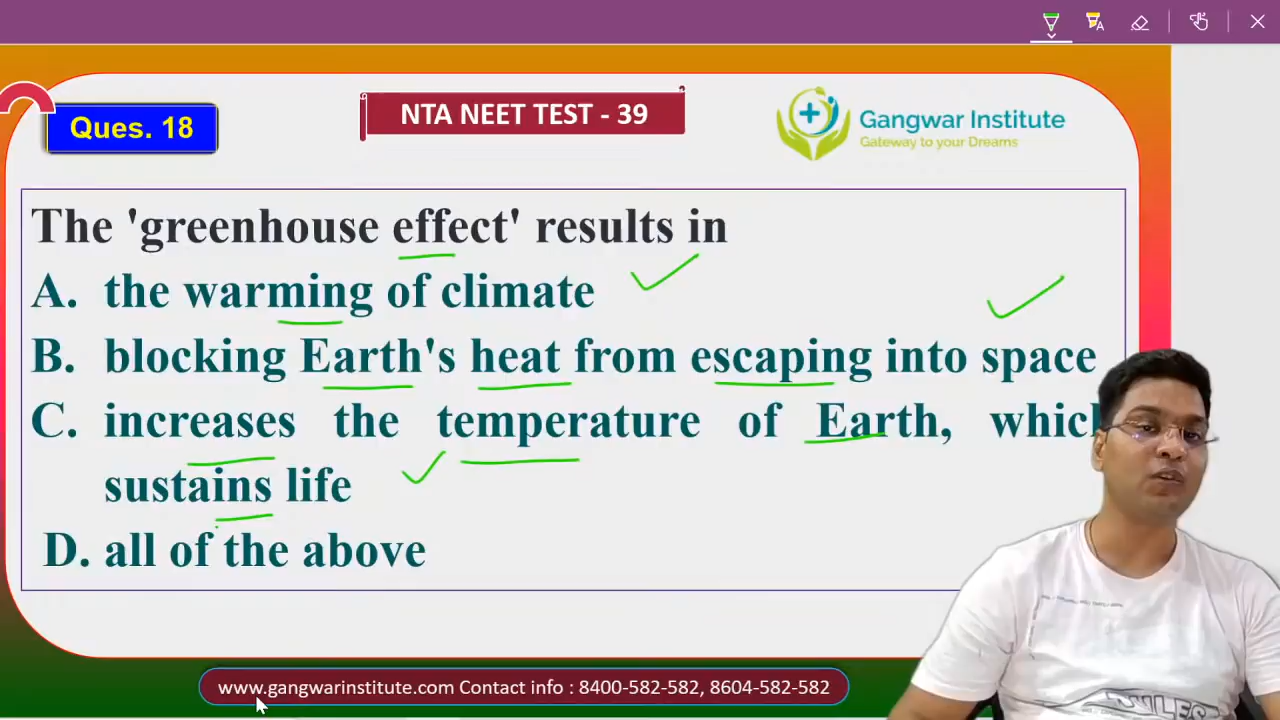 Ques. 18
NTA NEET TEST - 39
Gangwar Institute
Gateway to your Dreams
The 'greenhouse effect' results in
A. the warming of climate
B. blocking Earth's heat from escaping into space
C. increases the temperature of Earth, which
sustains life
D. all of the above
www.gangwarinstitute.com Contact info : 8400-582-582, 8604-582-582